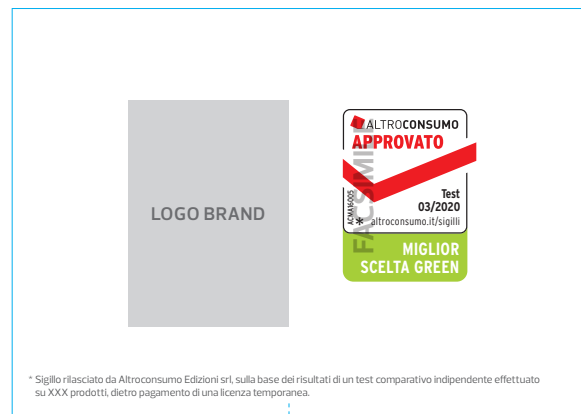 LOGO BRAND
ALTROCONSUMO
APPROVATO
FACSIMILE
Test
03/2020
ACMA16005
* altroconsumo.it/sigilli
MIGLIOR
SCELTA GREEN
* Sigillo rilasciato da Altroconsumo Edizioni srl, sulla base dei risultati di un test comparativo indipendente effettuato
su XXX prodotti, dietro pagamento di una licenza temporanea.